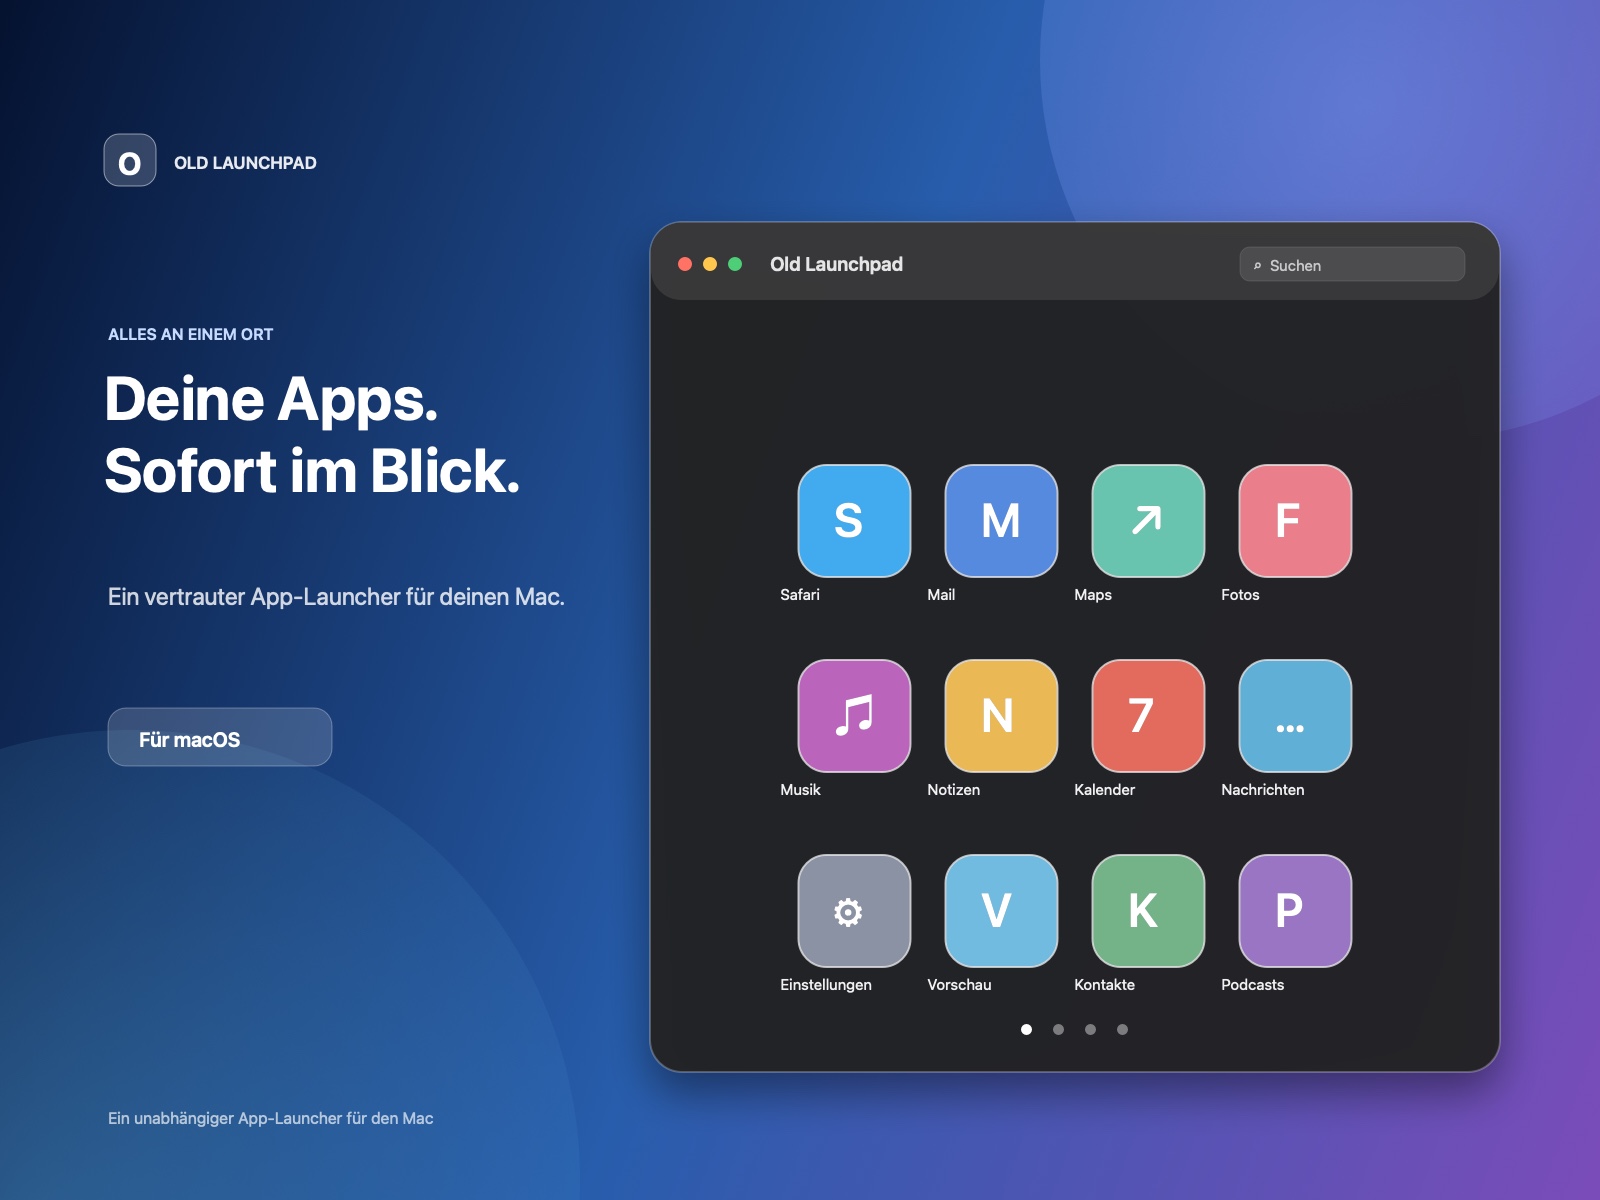 O
OLD LAUNCHPAD
ALLES AN EINEM ORT
Deine Apps.
Sofort im Blick.
Ein vertrauter App-Launcher für deinen Mac.
Für macOS
Ein unabhängiger App-Launcher für den Mac
Old Launchpad
Suchen
S M F
Safari Mail Maps Fotos
N 7 ...
Musik Notizen Kalender Nachrichten
V K P
Einstellungen Vorschau Kontakte Podcasts